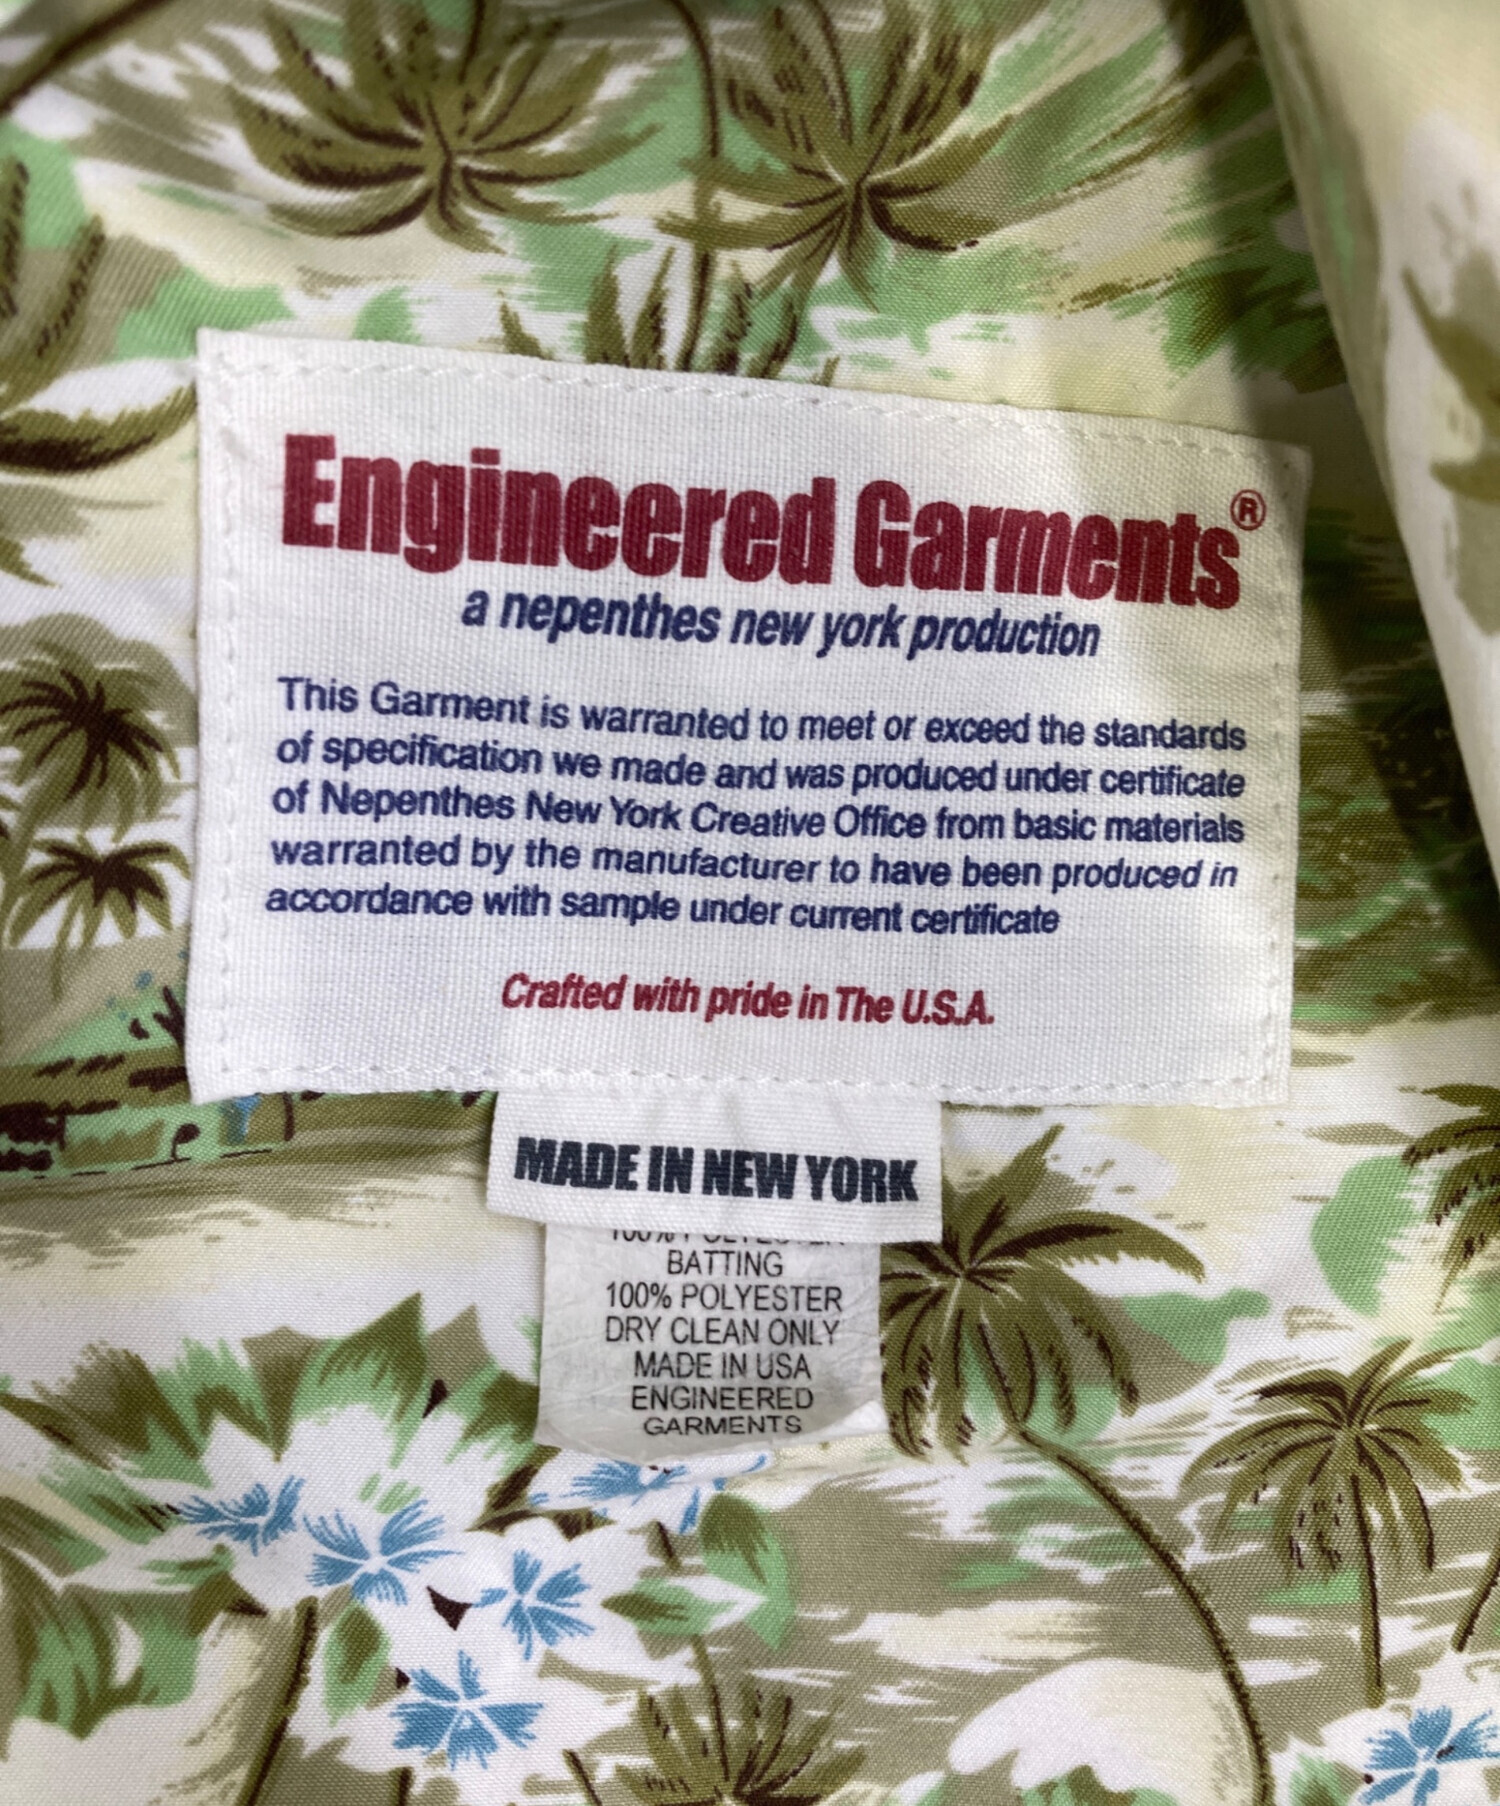 Engineered Garments®
a nepenthes new york production
This Garment is warranted to meet or exceed the standards
of specification we made and was produced under certificate
of Nepenthes New York Creative Office from basic materials
warranted by the manufacturer to have been produced in
accordance with sample under current certificate
Crafted with pride in The U.S.A.
MADE IN NEW YORK
100% POLYESTER
BATTING
100% POLYESTER
DRY CLEAN ONLY
MADE IN USA
ENGINEERED
GARMENTS